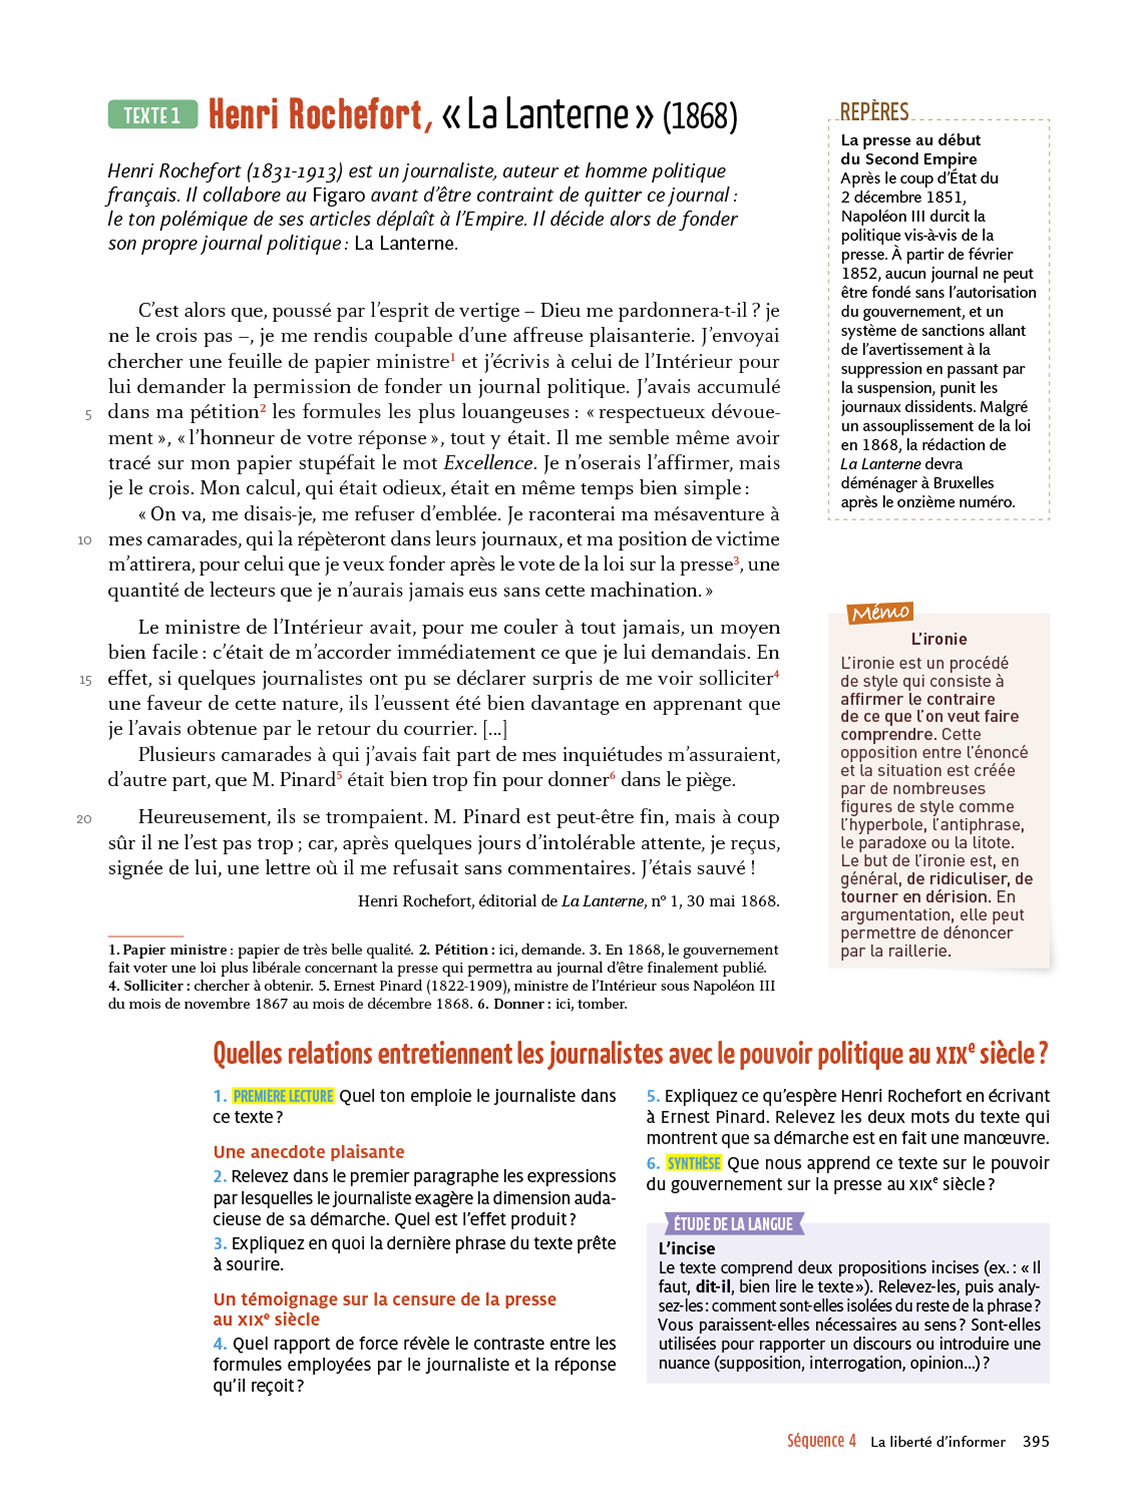 TEXTE 1 Henri Rochefort, « La Lanterne » (1868)
Henri Rochefort (1831-1913) est un journaliste, auteur et homme politique
français. Il collabore au Figaro avant d’être contraint de quitter ce journal :
le ton polémique de ses articles déplaît à l’Empire. Il décide alors de fonder
son propre journal politique : La Lanterne.
C’est alors que, poussé par l’esprit de vertige – Dieu me pardonnera-t-il ? je
ne le crois pas –, je me rendis coupable d’une affreuse plaisanterie. J’envoyai
chercher une feuille de papier ministre1 et j’écrivis à celui de l’Intérieur pour
lui demander la permission de fonder un journal politique. J’avais accumulé
5 dans ma pétition2 les formules les plus louangeuses : « respectueux dévoue-
ment », « l’honneur de votre réponse », tout y était. Il me semble même avoir
tracé sur mon papier stupéfait le mot Excellence. Je n’oserais l’affirmer, mais
je le crois. Mon calcul, qui était odieux, était en même temps bien simple :
« On va, me disais-je, me refuser d’emblée. Je raconterai ma mésaventure à
10 mes camarades, qui la répèteront dans leurs journaux, et ma position de victime
m’attirera, pour celui que je veux fonder après le vote de la loi sur la presse3, une
quantité de lecteurs que je n’aurais jamais eus sans cette machination. »
Le ministre de l’Intérieur avait, pour me couler à tout jamais, un moyen
bien facile : c’était de m’accorder immédiatement ce que je lui demandais. En
15 effet, si quelques journalistes ont pu se déclarer surpris de me voir solliciter4
une faveur de cette nature, ils l’eussent été bien davantage en apprenant que
je l’avais obtenue par le retour du courrier. [...]
Plusieurs camarades à qui j’avais fait part de mes inquiétudes m’assuraient,
d’autre part, que M. Pinard5 était bien trop fin pour donner6 dans le piège.
20 Heureusement, ils se trompaient. M. Pinard est peut-être fin, mais à coup
sûr il ne l’est pas trop ; car, après quelques jours d’intolérable attente, je reçus,
signée de lui, une lettre où il me refusait sans commentaires. J’étais sauvé !
Henri Rochefort, éditorial de La Lanterne, nº 1, 30 mai 1868.
1. Papier ministre : papier de très belle qualité. 2. Pétition : ici, demande. 3. En 1868, le gouvernement
fait voter une loi plus libérale concernant la presse qui permettra au journal d’être finalement publié.
4. Solliciter : chercher à obtenir. 5. Ernest Pinard (1822-1909), ministre de l’Intérieur sous Napoléon III
du mois de novembre 1867 au mois de décembre 1868. 6. Donner : ici, tomber.
REPÈRES
La presse au début
du Second Empire
Après le coup d’État du
2 décembre 1851,
Napoléon III durcit la
politique vis-à-vis de la
presse. À partir de février
1852, aucun journal ne peut
être fondé sans l’autorisation
du gouvernement, et un
système de sanctions allant
de l’avertissement à la
suppression en passant par
la suspension, punit les
journaux dissidents. Malgré
un assouplissement de la loi
en 1868, la rédaction de
La Lanterne devra
déménager à Bruxelles
après le onzième numéro.
Mémo
L’ironie
L’ironie est un procédé
de style qui consiste à
affirmer le contraire
de ce que l’on veut faire
comprendre. Cette
opposition entre l’énoncé
et la situation est créée
par de nombreuses
figures de style comme
l’hyperbole, l’antiphrase,
le paradoxe ou la litote.
Le but de l’ironie est, en
général, de ridiculiser, de
tourner en dérision. En
argumentation, elle peut
permettre de dénoncer
par la raillerie.
Quelles relations entretiennent les journalistes avec le pouvoir politique au XIXe siècle ?
1. PREMIÈRE LECTURE Quel ton emploie le journaliste dans
ce texte ?
Une anecdote plaisante
2. Relevez dans le premier paragraphe les expressions
par lesquelles le journaliste exagère la dimension auda-
cieuse de sa démarche. Quel est l’effet produit ?
3. Expliquez en quoi la dernière phrase du texte prête
à sourire.
Un témoignage sur la censure de la presse
au XIXe siècle
4. Quel rapport de force révèle le contraste entre les
formules employées par le journaliste et la réponse
qu’il reçoit ?
5. Expliquez ce qu’espère Henri Rochefort en écrivant
à Ernest Pinard. Relevez les deux mots du texte qui
montrent que sa démarche est en fait une manœuvre.
6. SYNTHÈSE Que nous apprend ce texte sur le pouvoir
du gouvernement sur la presse au XIXe siècle ?
ÉTUDE DE LA LANGUE
L’incise
Le texte comprend deux propositions incises (ex. : « Il
faut, dit-il, bien lire le texte »). Relevez-les, puis analy-
sez-les : comment sont-elles isolées du reste de la phrase ?
Vous paraissent-elles nécessaires au sens ? Sont-elles
utilisées pour rapporter un discours ou introduire une
nuance (supposition, interrogation, opinion...) ?
Séquence 4 La liberté d’informer 395